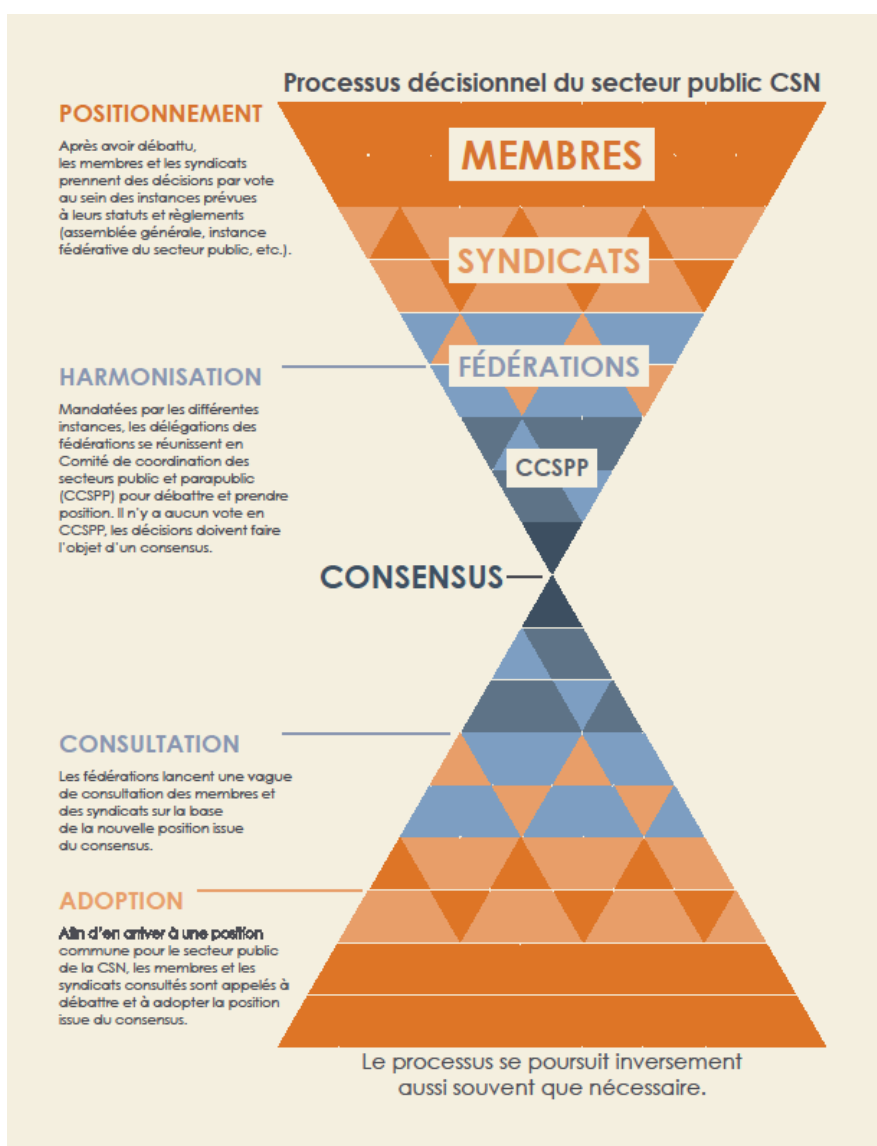 Processus décisionnel du secteur public CSN
POSITIONNEMENT
Après avoir débattu,
les membres et les syndicats
prennent des décisions par vote
au sein des instances prévues
à leurs statuts et règlements
(assemblée générale, instance
fédérative du secteur public, etc.).
MEMBRES
SYNDICATS
FÉDÉRATIONS
HARMONISATION
Mandatées par les différentes
instances, les délégations des
fédérations se réunissent en
Comité de coordination des
secteurs public et parapublic
(CCSPP) pour débattre et prendre
position. Il n'y a aucun vote en
CCSPP, les décisions doivent faire
l'objet d'un consensus.
CCSPP
CONSENSUS
CONSULTATION
Les fédérations lancent une vague
de consultation des membres et
des syndicats sur la base
de la nouvelle position issue
du consensus.
ADOPTION
Afin d'en arriver à une position
commune pour le secteur public
de la CSN, les membres et les
syndicats consultés sont appelés à
débattre et à adopter la position
issue du consensus.
Le processus se poursuit inversement
aussi souvent que nécessaire.